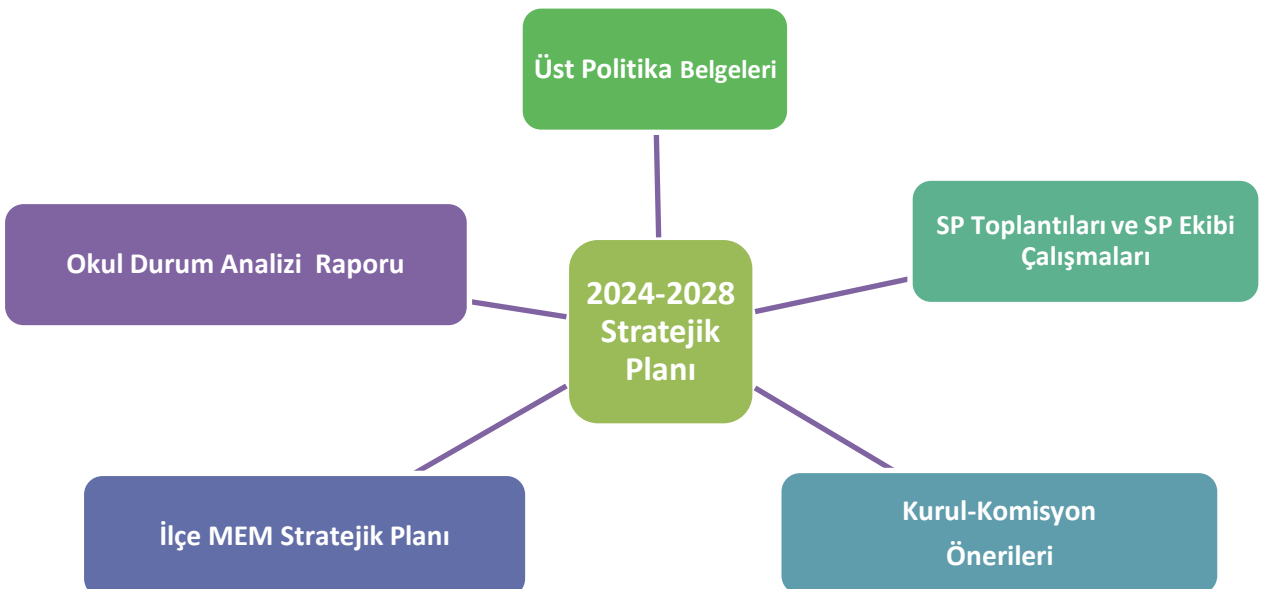 Üst Politika Belgeleri
SP Toplantıları ve SP Ekibi
Çalışmaları
Okul Durum Analizi Raporu
2024-2028
Stratejik
Planı
İlçe MEM Stratejik Planı
Kurul-Komisyon
Önerileri